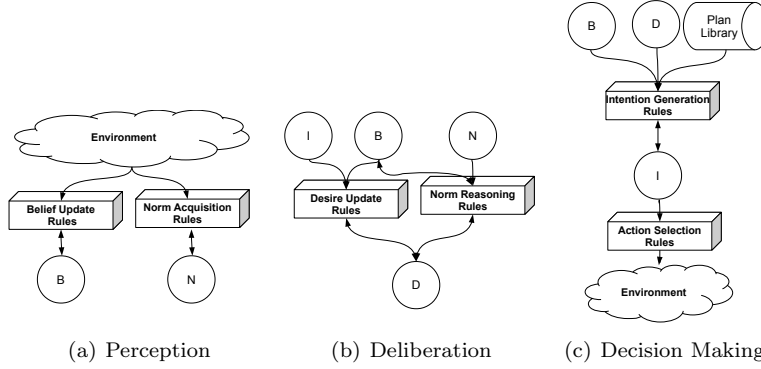 Environment
Belief Update
Rules
Norm Acquisition
Rules
B
N
(a) Perception
I
B
N
Desire Update
Rules
Norm Reasoning
Rules
D
(b) Deliberation
B
D
Plan
Library
Intention Generation
Rules
I
Action Selection
Rules
Environment
(c) Decision Making